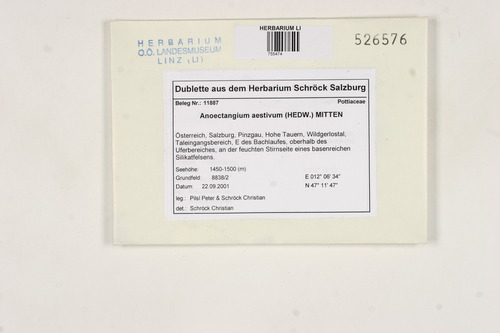 HERBARIUM LI
755474
HERBARIUM
O.Ö. LANDESMUSEUM
LINZ (LI)
526576
Dublette aus dem Herbarium Schröck Salzburg
Beleg Nr.: 11887 Pottiaceae
Anoectangium aestivum (HEDW.) MITTEN
Österreich, Salzburg, Pinzgau, Hohe Tauern, Wildgerlostal,
Taleingangsbereich, E des Bachlaufes, oberhalb des
Uferbereiches, an der feuchten Stirnseite eines basenreichen
Silikatfelsens.
Seehöhe: 1450-1500 (m) E 012° 06' 34"
Grundfeld: 8838/2
Datum: 22.09.2001 N 47° 11' 47"
leg.: Pilsl Peter & Schröck Christian
det.: Schröck Christian